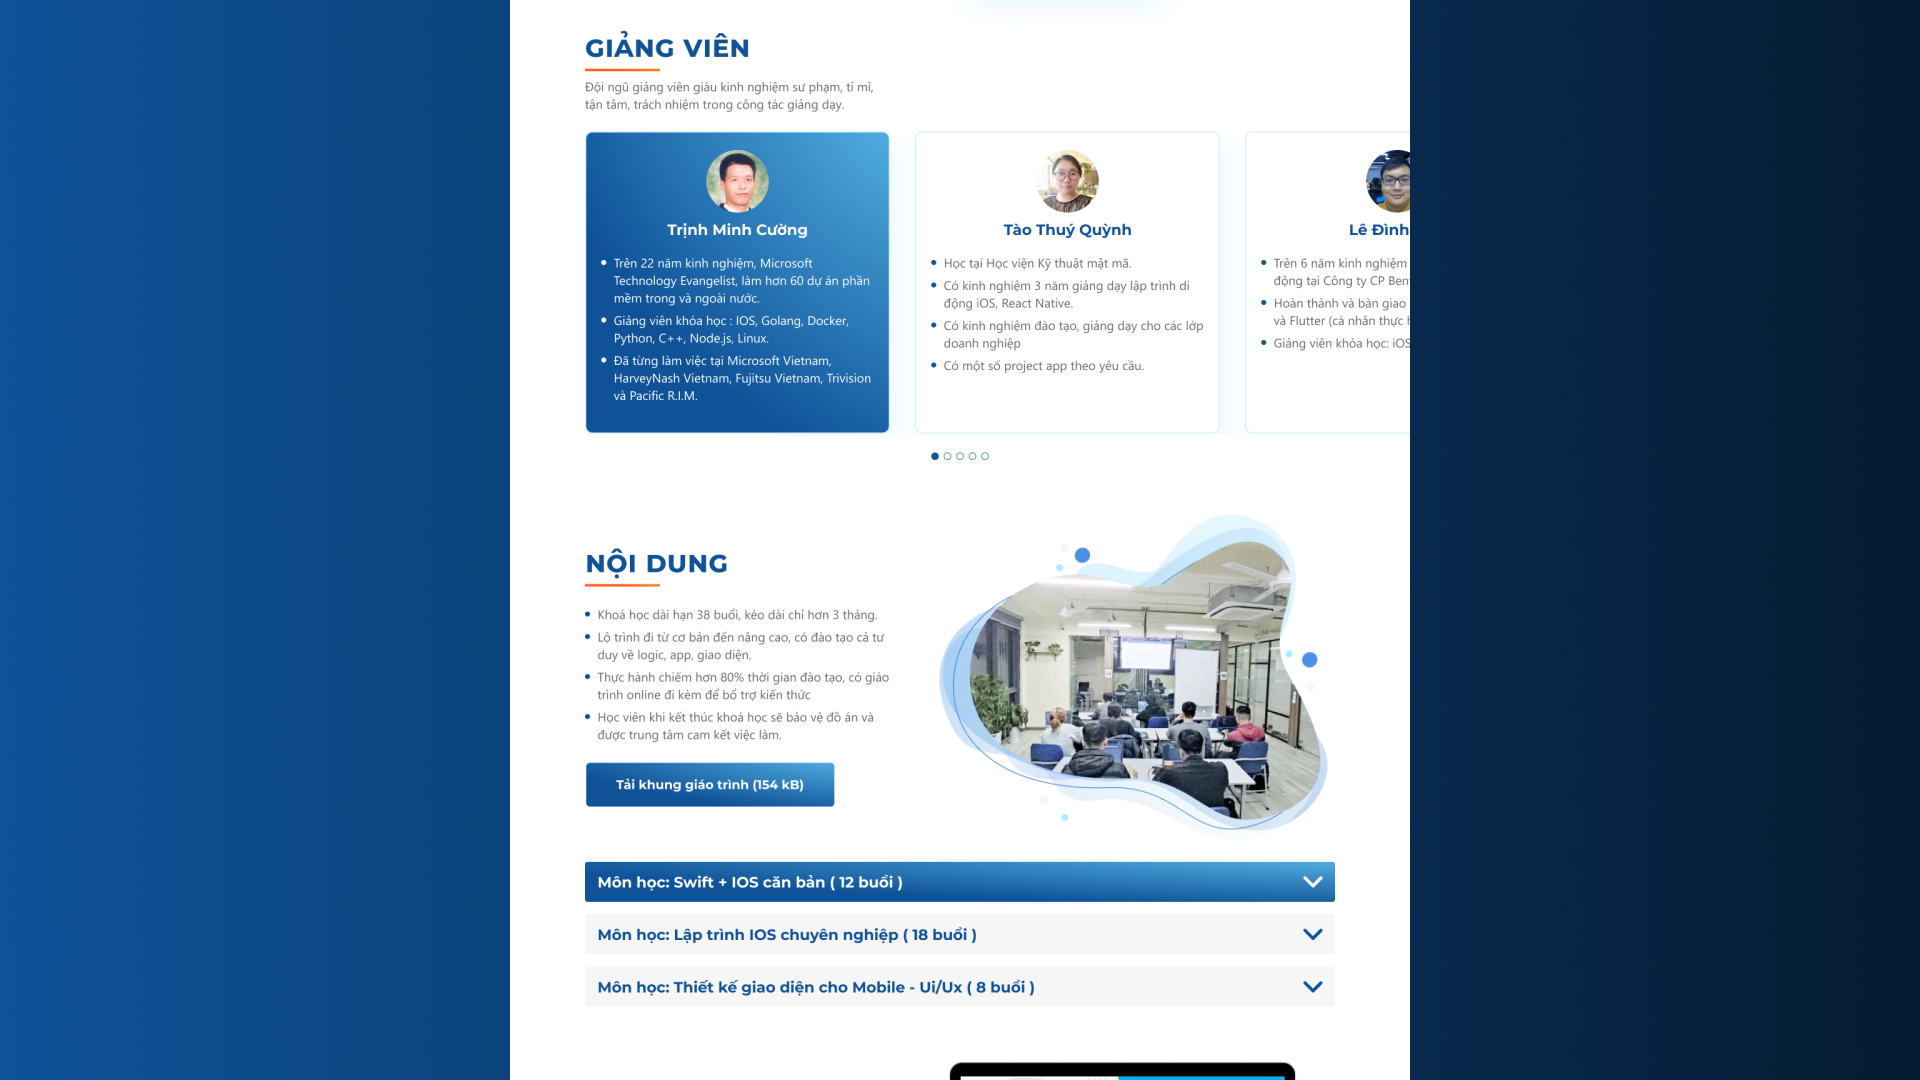 GIẢNG VIÊN
Đội ngũ giảng viên giàu kinh nghiệm sư phạm, tỉ mỉ,
tận tâm, trách nhiệm trong công tác giảng dạy.
Trịnh Minh Cường
Trên 22 năm kinh nghiệm, Microsoft
Technology Evangelist, làm hơn 60 dự án phần
mềm trong và ngoài nước.
Giảng viên khóa học : IOS, Golang, Docker,
Python, C++, Node.js, Linux.
Đã từng làm việc tại Microsoft Vietnam,
HarveyNash Vietnam, Fujitsu Vietnam, Trivision
và Pacific R.I.M.
Tào Thuý Quỳnh
Học tại Học viện Kỹ thuật mật mã.
Có kinh nghiệm 3 năm giảng dạy lập trình di
động iOS, React Native.
Có kinh nghiệm đào tạo, giảng dạy cho các lớp
doanh nghiệp
Có một số project app theo yêu cầu.
Lê Đình
Trên 6 năm kinh nghiệm
động tại Công ty CP
Hoàn thành và bàn giao
và Flutter (cá nhân thực
Giảng viên khóa học: iOS
NỘI DUNG
Khoá học dài hạn 38 buổi, kéo dài chỉ hơn 3 tháng.
Lộ trình đi từ cơ bản đến nâng cao, có đào tạo cả tư
duy về logic, app, giao diện.
Thực hành chiếm hơn 80% thời gian đào tạo, có giáo
trình online đi kèm để bổ trợ kiến thức
Học viên khi kết thúc khoá học sẽ bảo vệ đồ án và
được trung tâm cam kết việc làm.
Tải khung giáo trình (154 kB)
Môn học: Swift + IOS căn bản ( 12 buổi )
Môn học: Lập trình IOS chuyên nghiệp ( 18 buổi )
Môn học: Thiết kế giao diện cho Mobile - Ui/Ux ( 8 buổi )